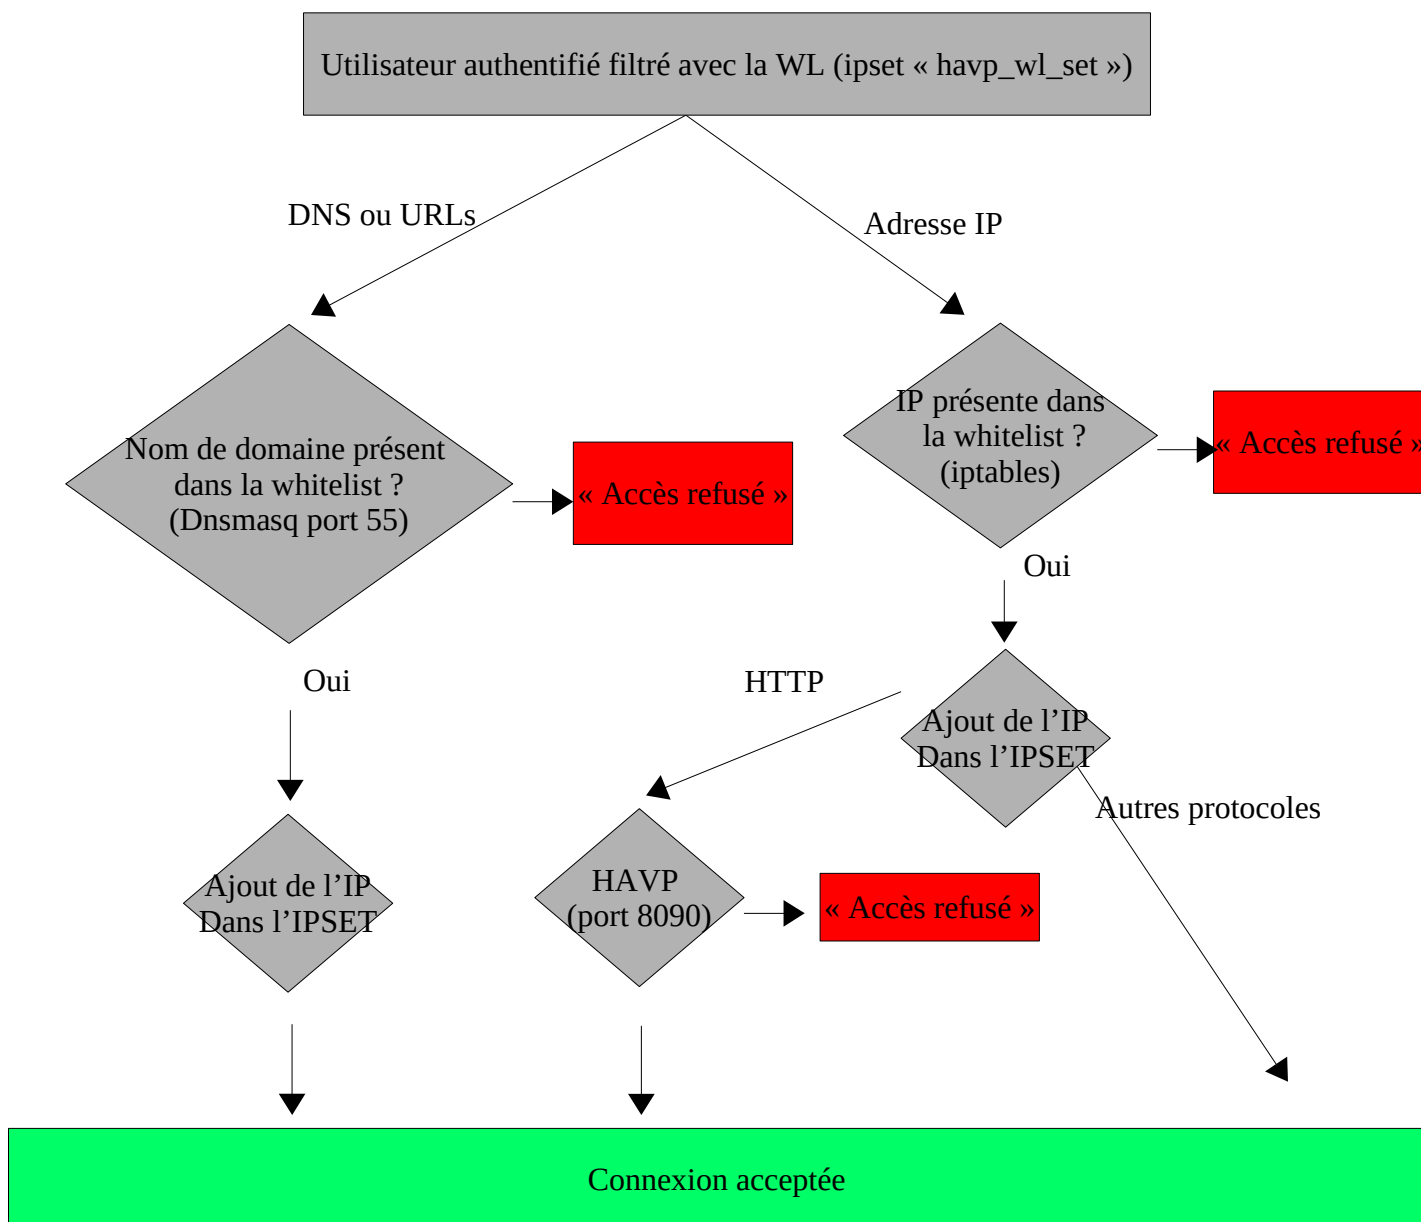 Utilisateur authentifié filtré avec la WL (ipset « havp_wl_set »)
DNS ou URLs
Adresse IP
Nom de domaine présent
dans la whitelist ?
(Dnsmasq port 55)
« Accès refusé »
IP présente dans
la whitelist ?
(iptables)
« Accès refusé »
Oui
Oui
HTTP
Ajout de l’IP
Dans l’IPSET
Autres protocoles
Ajout de l’IP
Dans l’IPSET
HAVP
(port 8090)
« Accès refusé »
Connexion acceptée